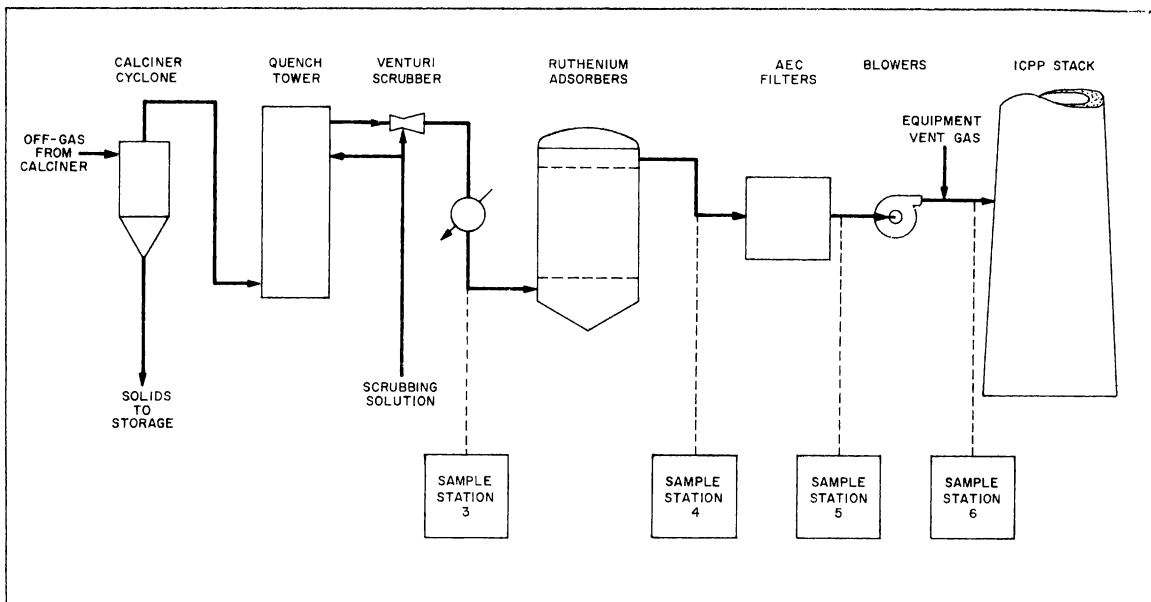 CALCINER
CYCLONE
QUENCH
TOWER
VENTURI
SCRUBBER
RUTHENIUM
ADSORBERS
AEC
FILTERS
BLOWERS
ICPP STACK
OFF-GAS
FROM
CALCINER
EQUIPMENT
VENT GAS
SOLIDS
TO
STORAGE
SCRUBBING
SOLUTION
SAMPLE
STATION
3
SAMPLE
STATION
4
SAMPLE
STATION
5
SAMPLE
STATION
6